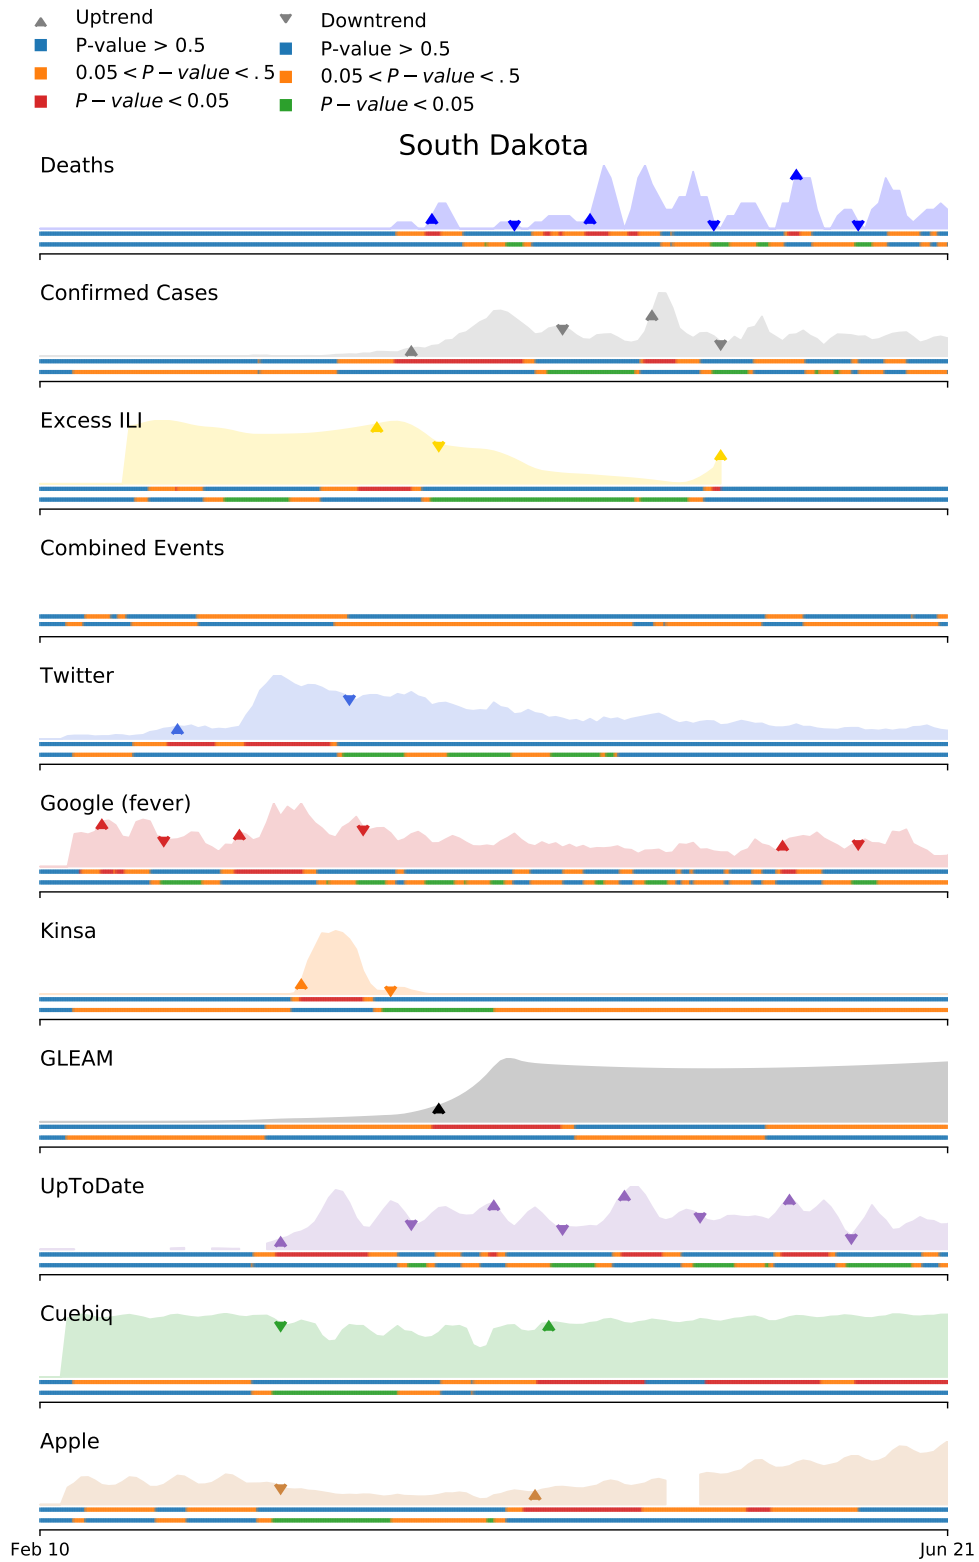 Uptrend
P-value > 0.5
0.05 < P − value < .5
P − value < 0.05
Downtrend
P-value > 0.5
0.05 < P − value < .5
P − value < 0.05
South Dakota
Deaths
Confirmed Cases
Excess ILI
Combined Events
Twitter
Google (fever)
Kinsa
GLEAM
UpToDate
Cuebiq
Apple
Feb 10
Jun 21